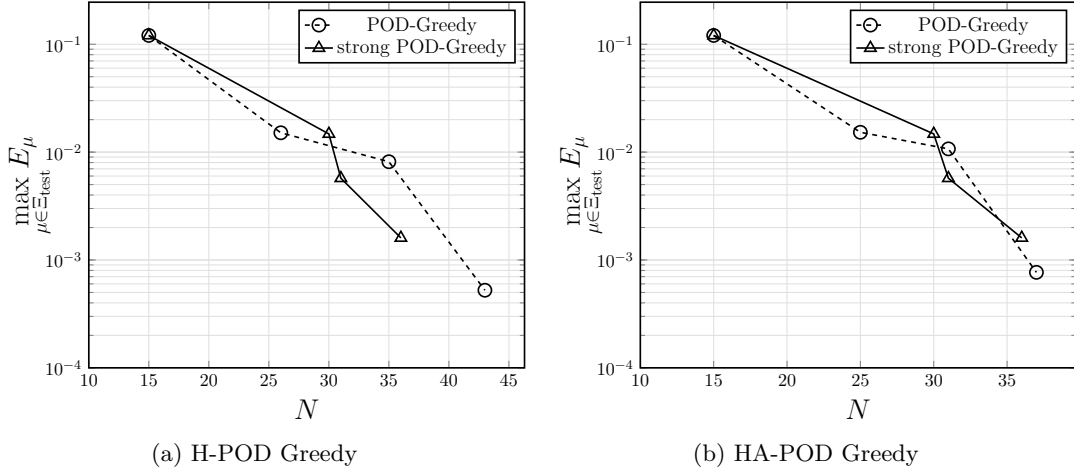 POD-Greedy
strong POD-Greedy
10⁻¹
10⁻²
10⁻³
10⁻⁴
max E_μ
μ∈Ξ_test
10 15 20 25 30 35 40 45
N
(a) H-POD Greedy
POD-Greedy
strong POD-Greedy
10⁻¹
10⁻²
10⁻³
10⁻⁴
max E_μ
μ∈Ξ_test
10 15 20 25 30 35
N
(b) HA-POD Greedy